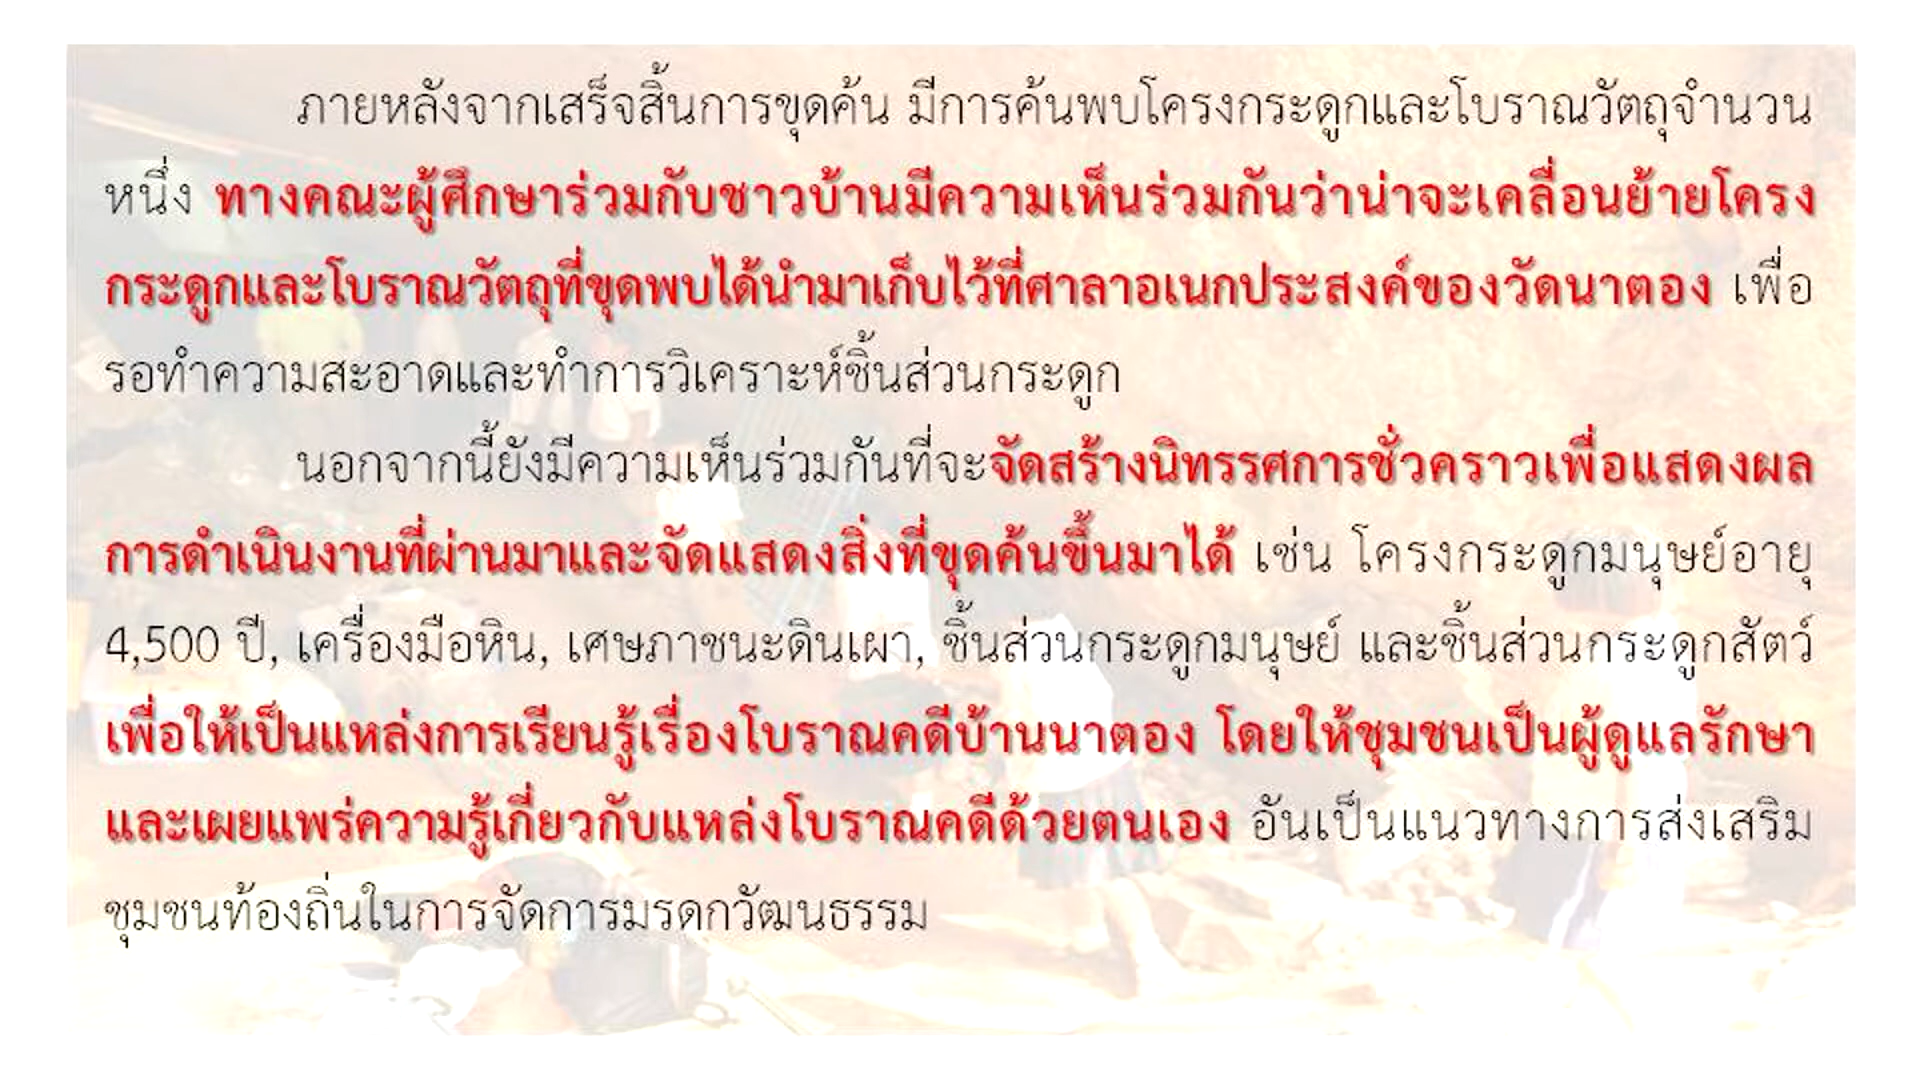 ภายหลังจากเสร็จสิ้นการขุดค้น มีการค้นพบโครงกระดูกและโบราณวัตถุจำนวน
หนึ่ง ทางคณะผู้ศึกษาร่วมกับชาวบ้านมีความเห็นร่วมกันว่าน่าจะเคลื่อนย้ายโครง
กระดูกและโบราณวัตถุที่ขุดพบได้นำมาเก็บไว้ที่ศาลาอเนกประสงค์ของวัดนาตอง เพื่อ
รอทำความสะอาดและทำการวิเคราะห์ชิ้นส่วนกระดูก
นอกจากนี้ยังมีความเห็นร่วมกันที่จะจัดสร้างนิทรรศการชั่วคราวเพื่อแสดงผล
การดำเนินงานที่ผ่านมาและจัดแสดงสิ่งที่ขุดค้นขึ้นมาได้ เช่น โครงกระดูกมนุษย์อายุ
4,500 ปี, เครื่องมือหิน, เศษภาชนะดินเผา, ชิ้นส่วนกระดูกมนุษย์ และชิ้นส่วนกระดูกสัตว์
เพื่อให้เป็นแหล่งการเรียนรู้เรื่องโบราณคดีบ้านนาตอง โดยให้ชุมชนเป็นผู้ดูแลรักษา
และเผยแพร่ความรู้เกี่ยวกับแหล่งโบราณคดีด้วยตนเอง อันเป็นแนวทางการส่งเสริม
ชุมชนท้องถิ่นในการจัดการมรดกวัฒนธรรม